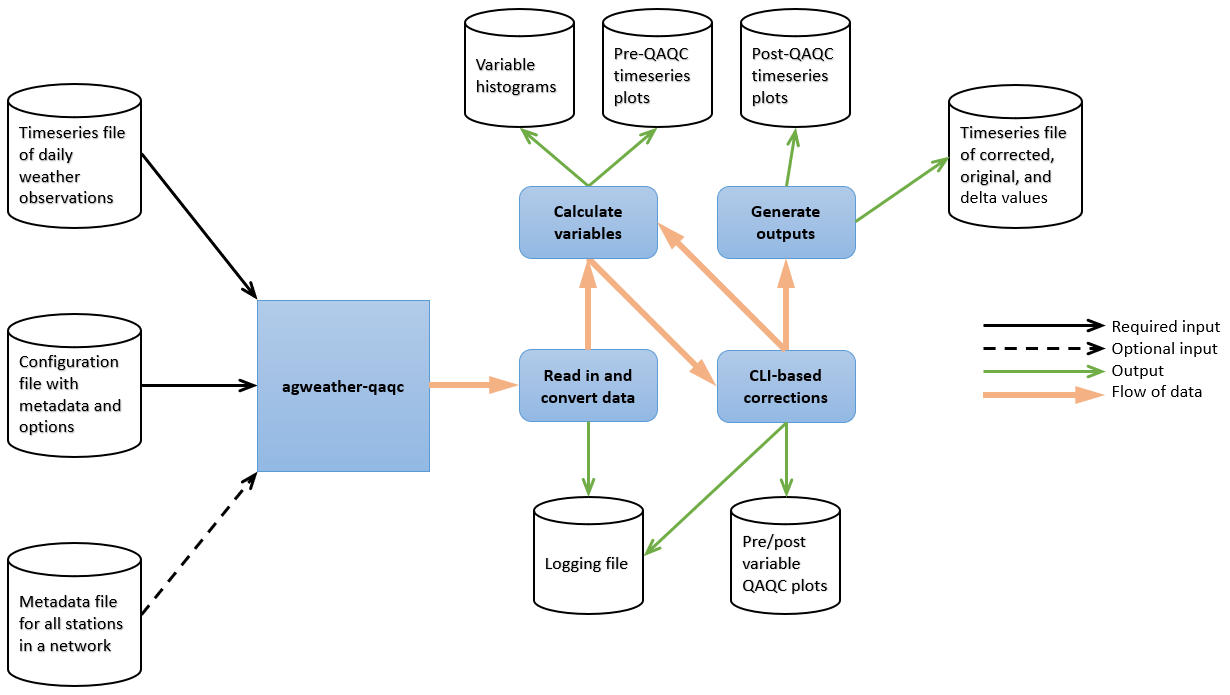 Variable
histograms
Pre-QAQC
timeseries
plots
Post-QAQC
timeseries
plots
Timeseries file
of daily
weather
observations
Timeseries file
of corrected,
original, and
delta values
Calculate
variables
Generate
outputs
Configuration
file with
metadata and
options
agweather-qaqc
Read in and
convert data
CLI-based
corrections
Required input
Optional input
Output
Flow of data
Metadata file
for all stations
in a network
Logging file
Pre/post
variable
QAQC plots